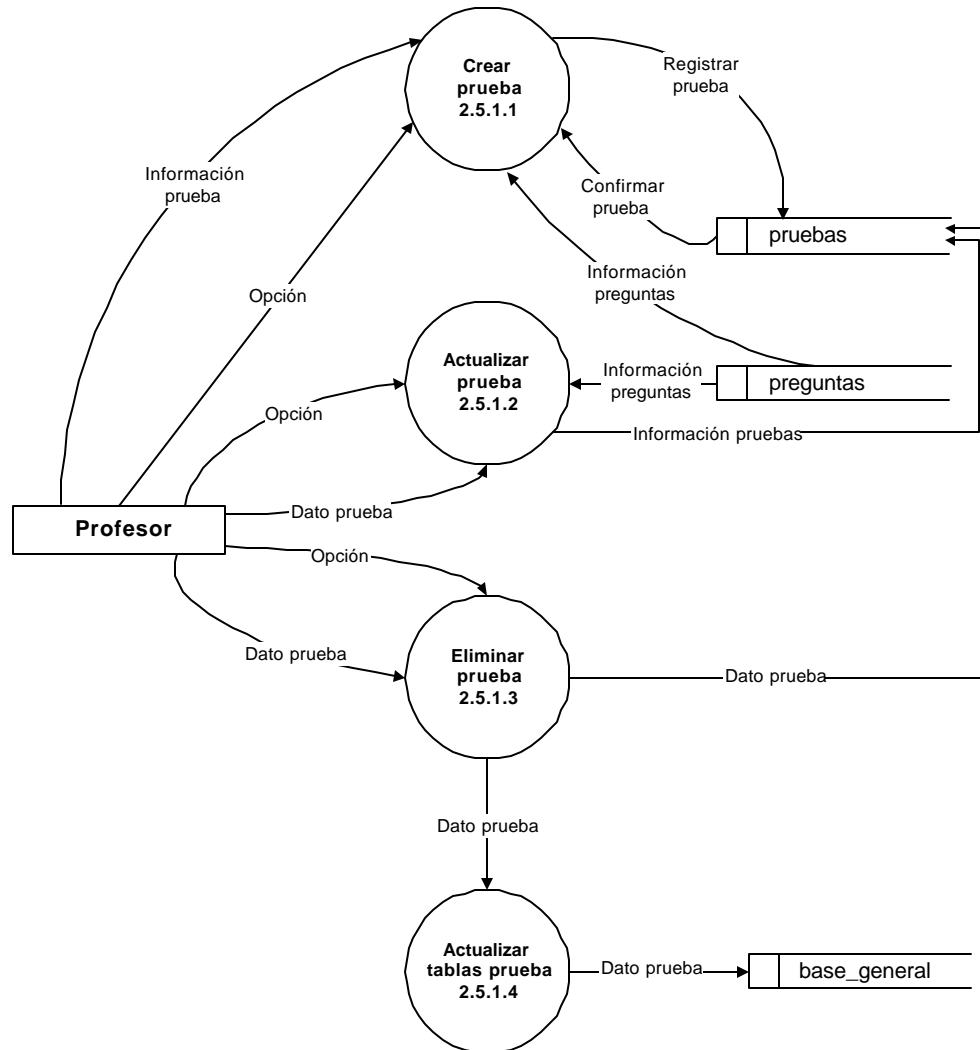 Crear
prueba
2.5.1.1
Registrar
prueba
Información
prueba
Confirmar
prueba
pruebas
Información
preguntas
Opción
Actualizar
prueba
2.5.1.2
Información
preguntas
preguntas
Opción
Información pruebas
Dato prueba
Profesor
Opción
Dato prueba
Eliminar
prueba
2.5.1.3
Dato prueba
Dato prueba
Actualizar
tablas prueba
2.5.1.4
Dato prueba
base_general